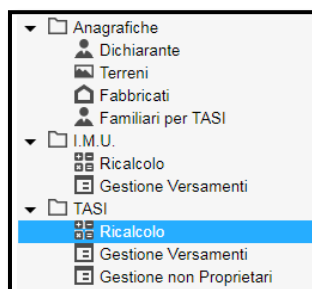 Anagrafiche
Dichiarante
Terreni
Fabbricati
Familiari per TASI
I.M.U.
Ricalcolo
Gestione Versamenti
TASI
Ricalcolo
Gestione Versamenti
Gestione non Proprietari